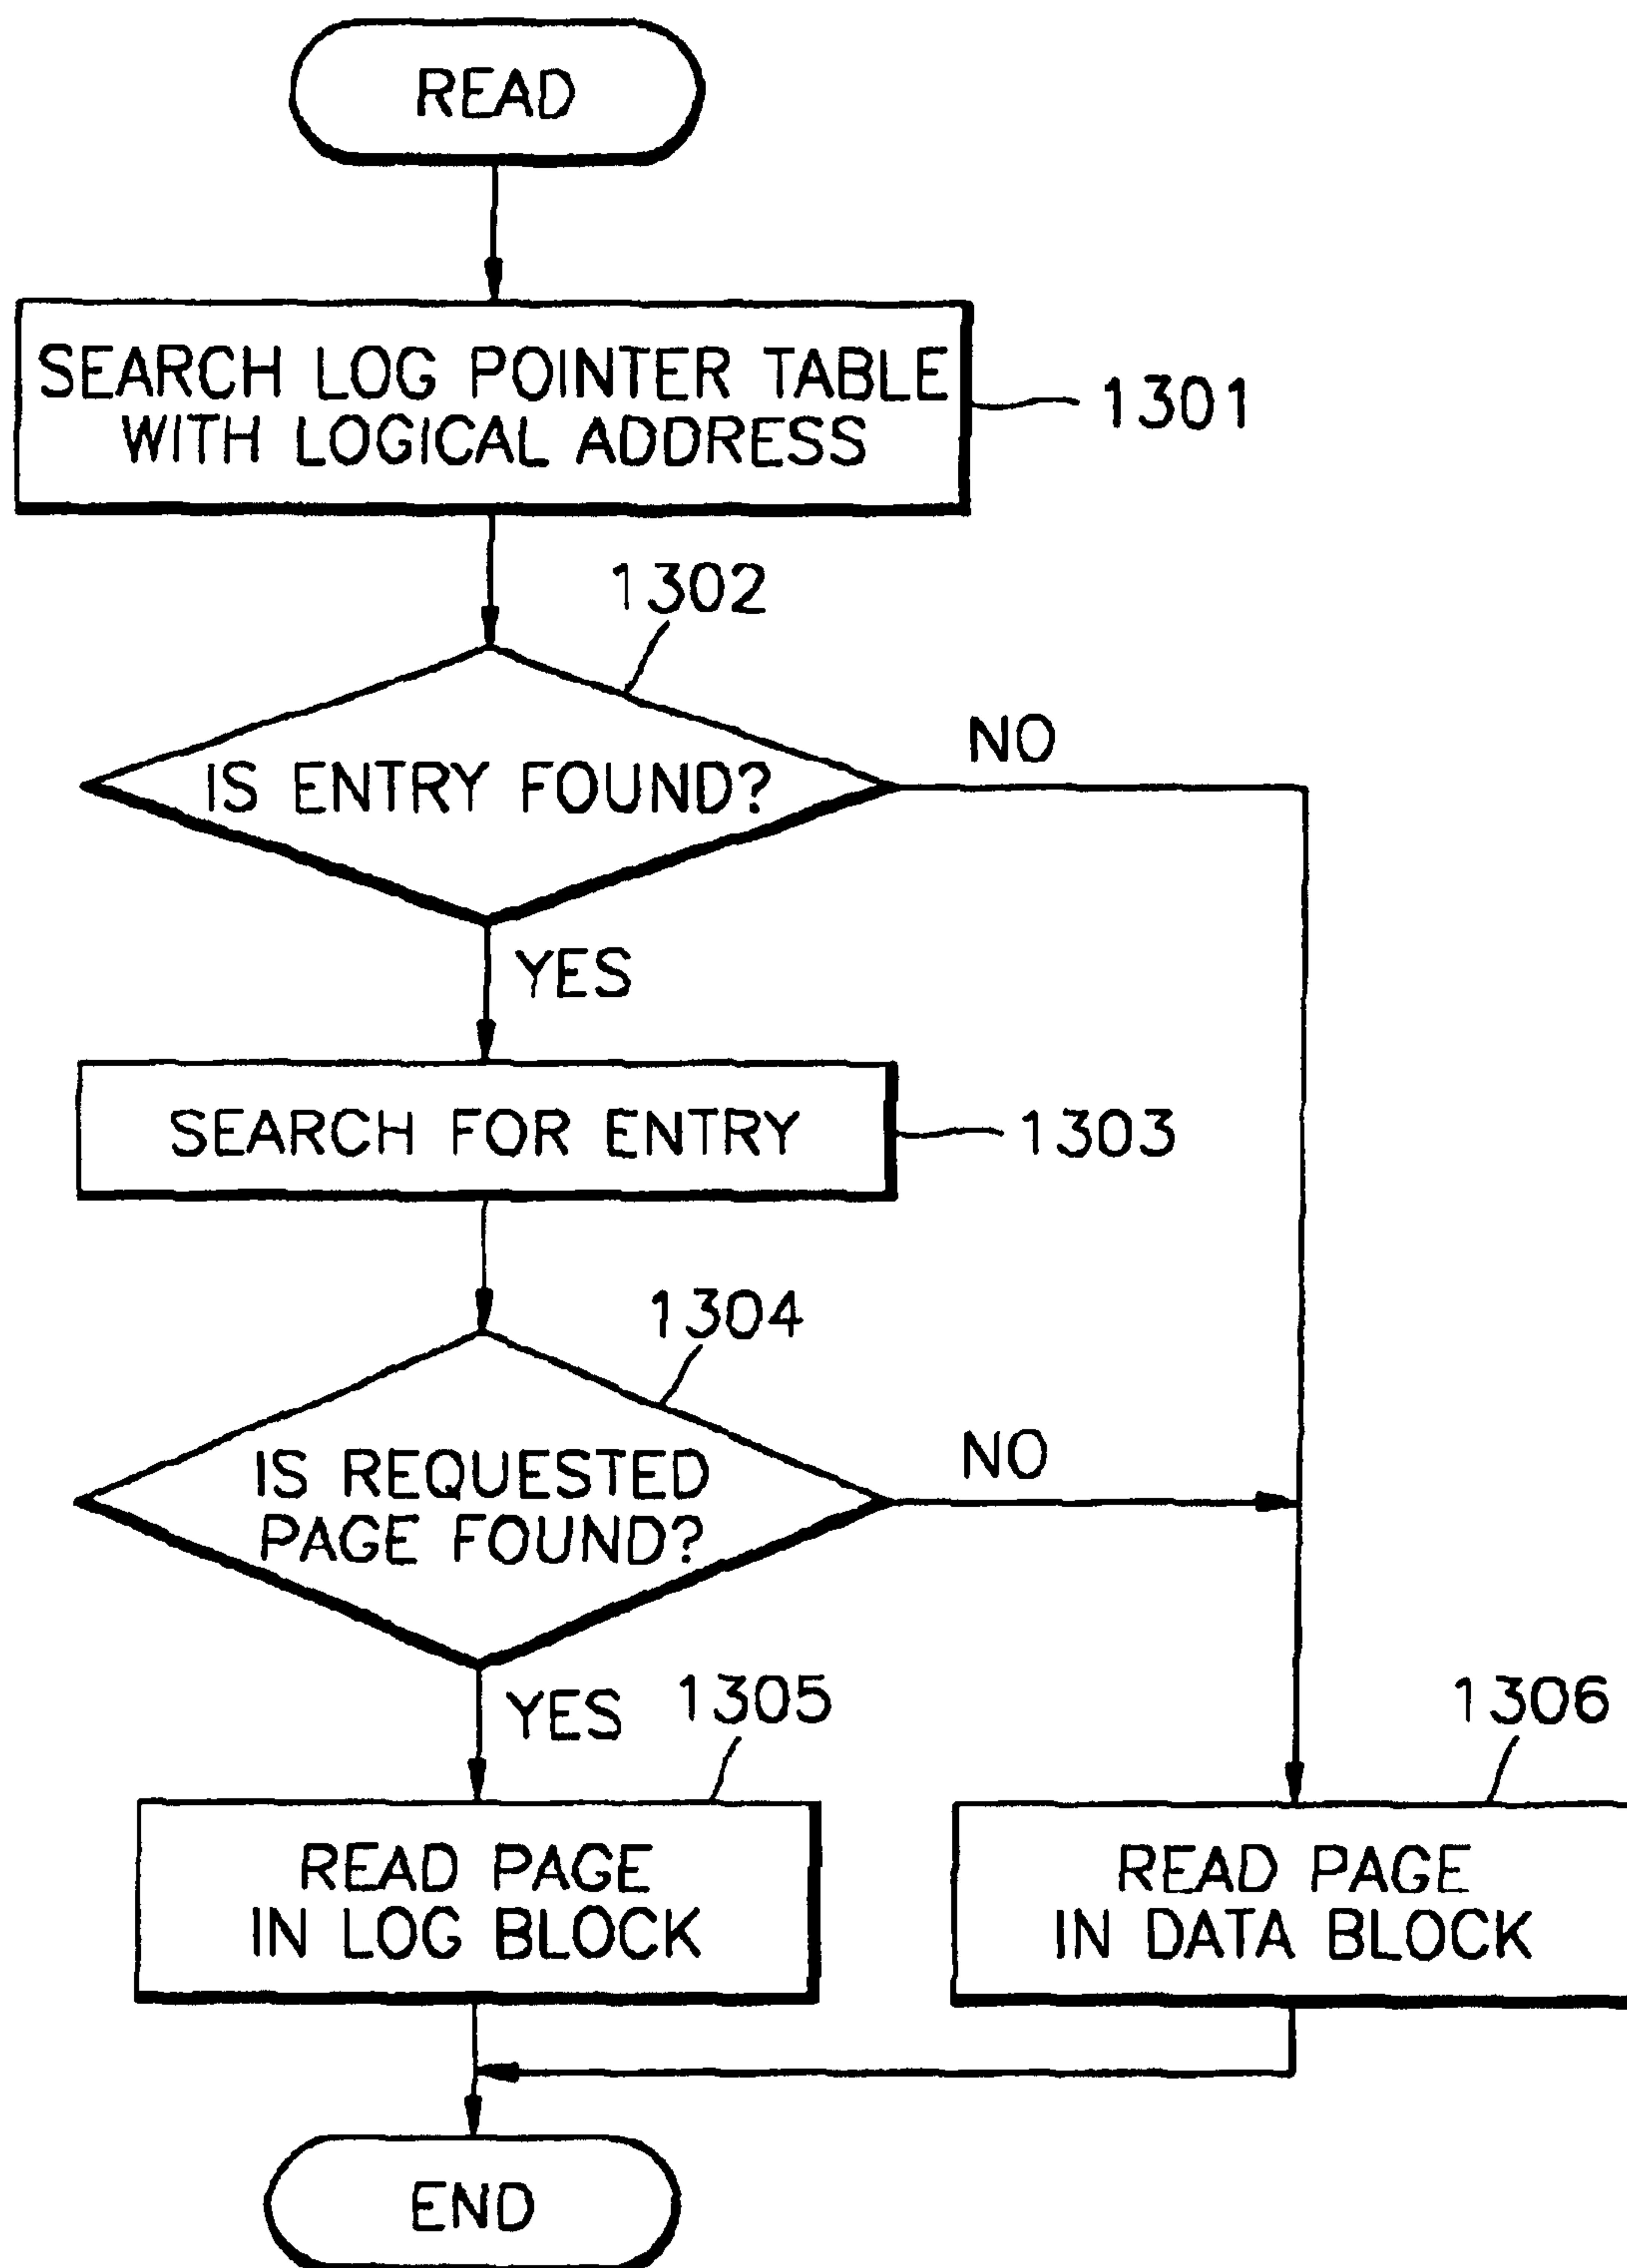 READ
SEARCH LOG POINTER TABLE
WITH LOGICAL ADDRESS
1301
1302
IS ENTRY FOUND?
NO
YES
SEARCH FOR ENTRY
1303
1304
IS REQUESTED
PAGE FOUND?
NO
YES
1305
1306
READ PAGE
IN LOG BLOCK
READ PAGE
IN DATA BLOCK
END